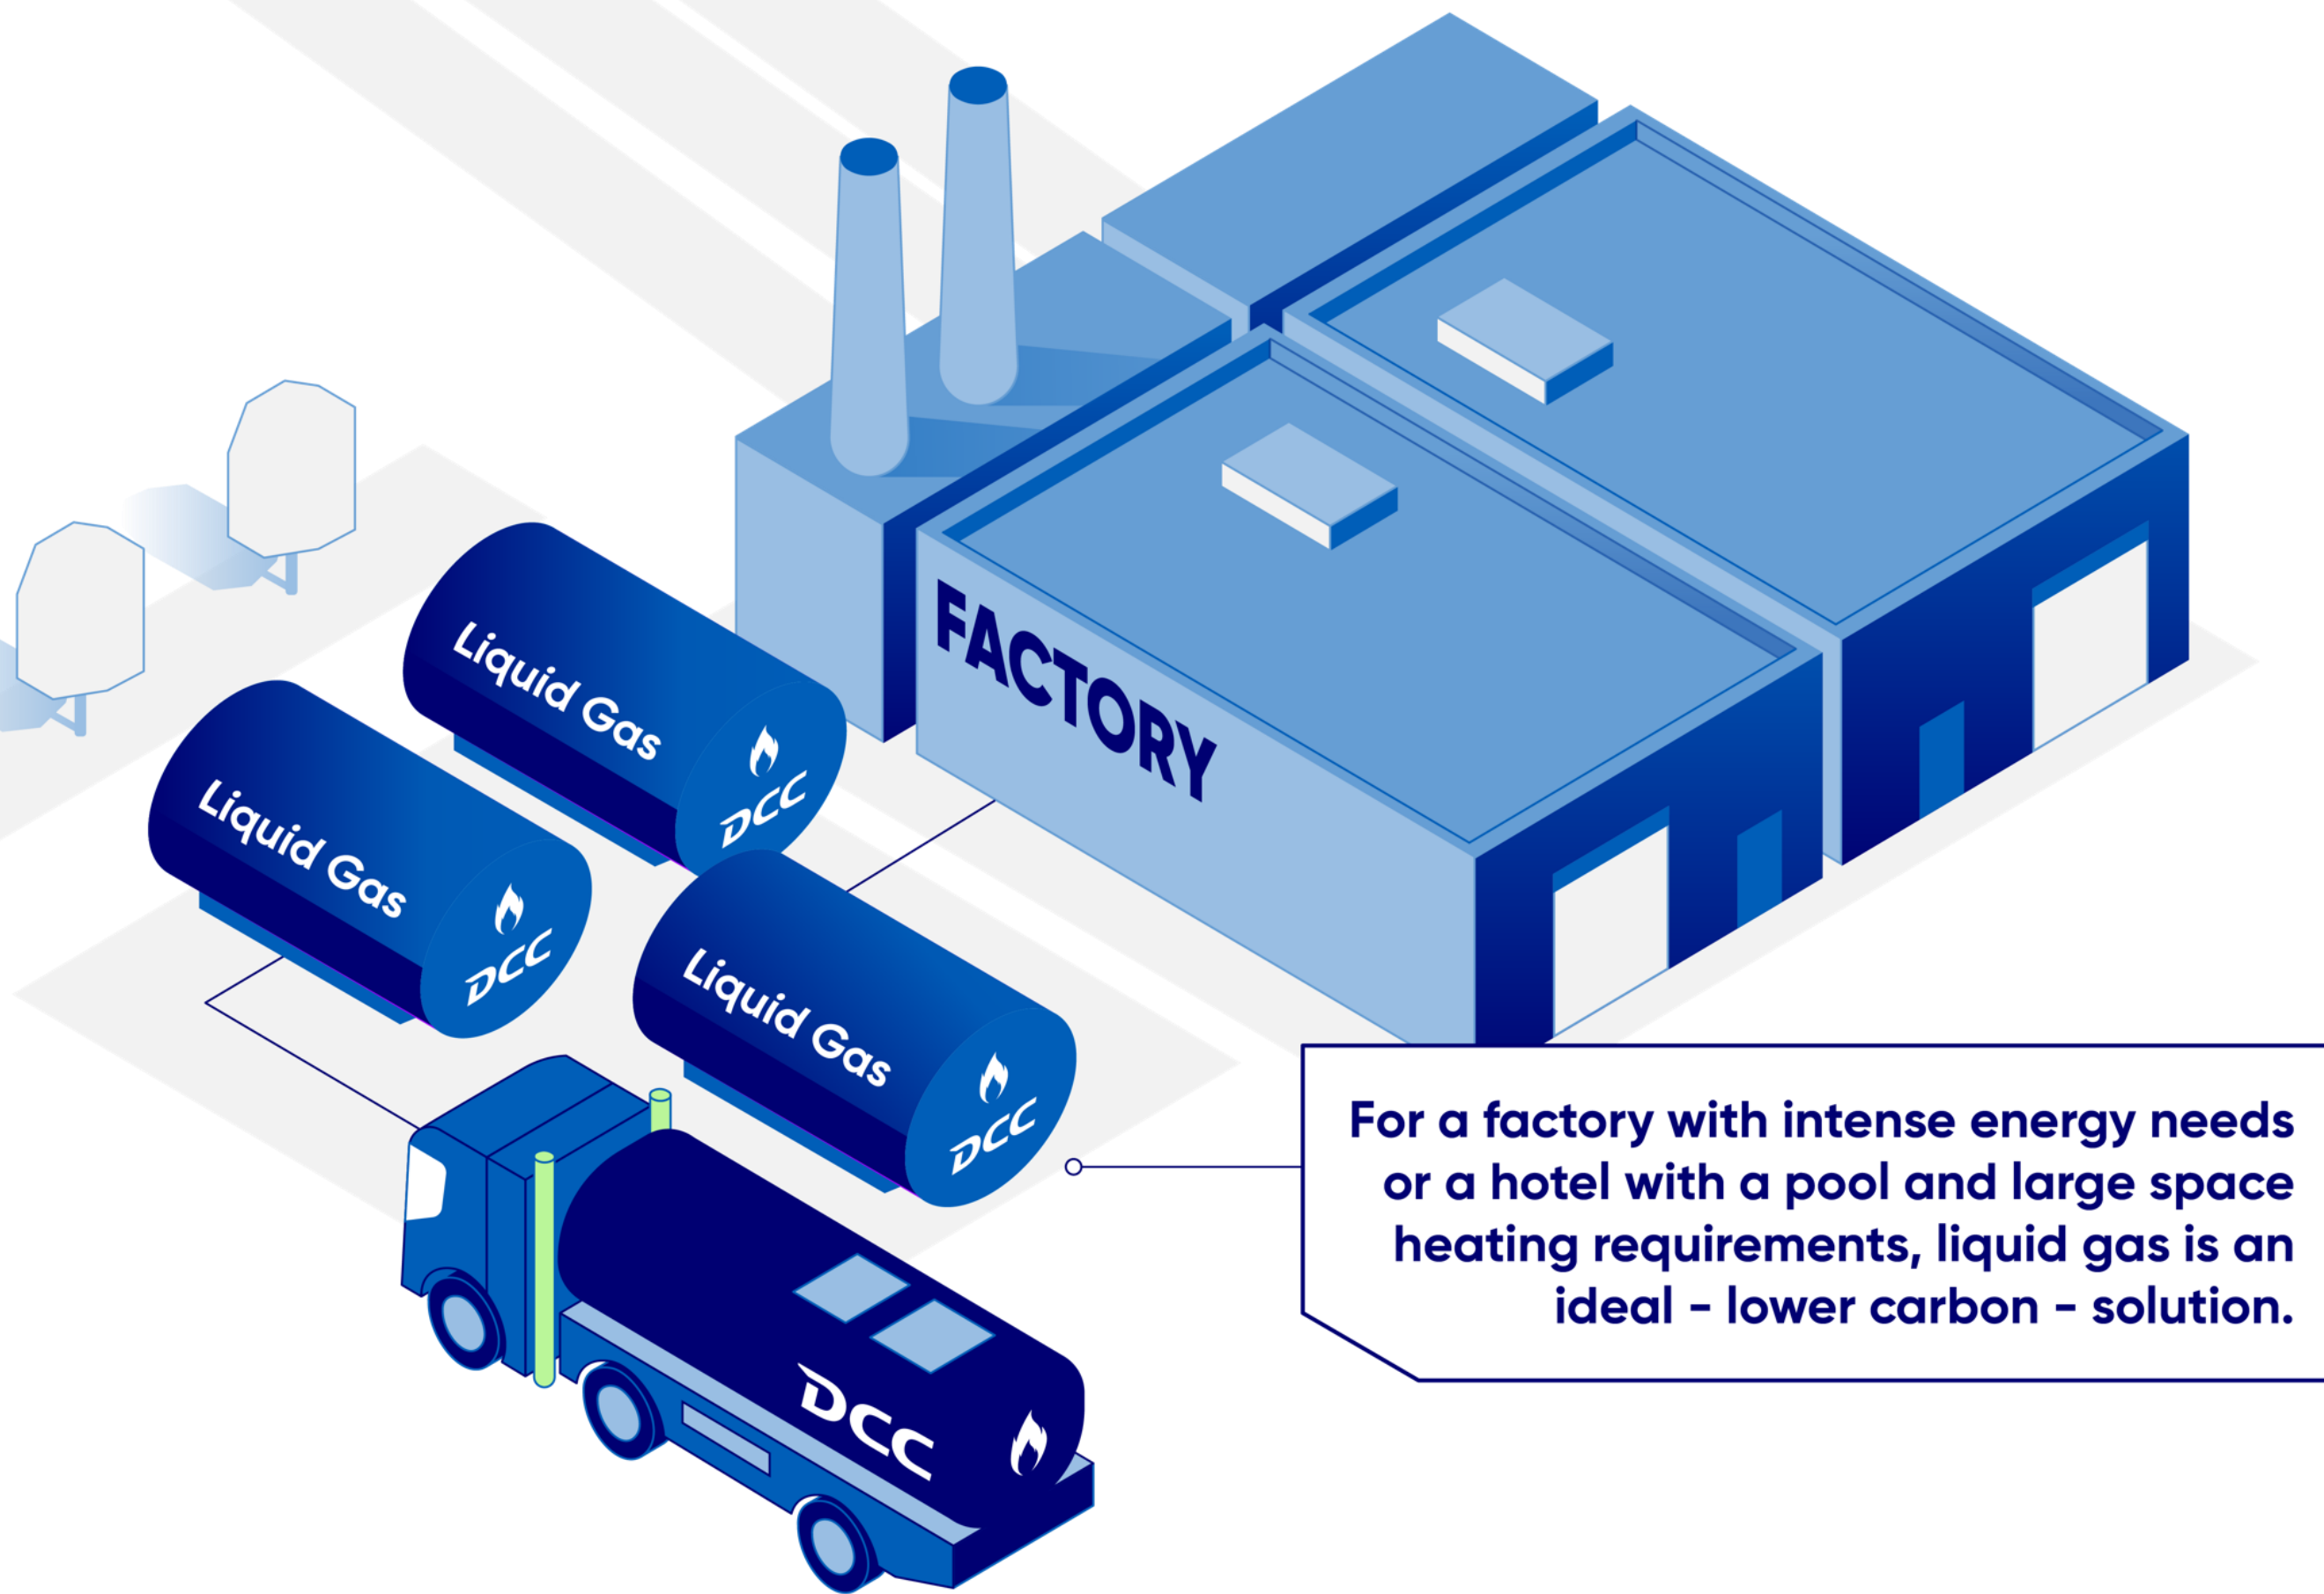 FACTORY
Liquid Gas
DCC
Liquid Gas
DCC
Liquid Gas
DCC
DCC
For a factory with intense energy needs
or a hotel with a pool and large space
heating requirements, liquid gas is an
ideal - lower carbon - solution.